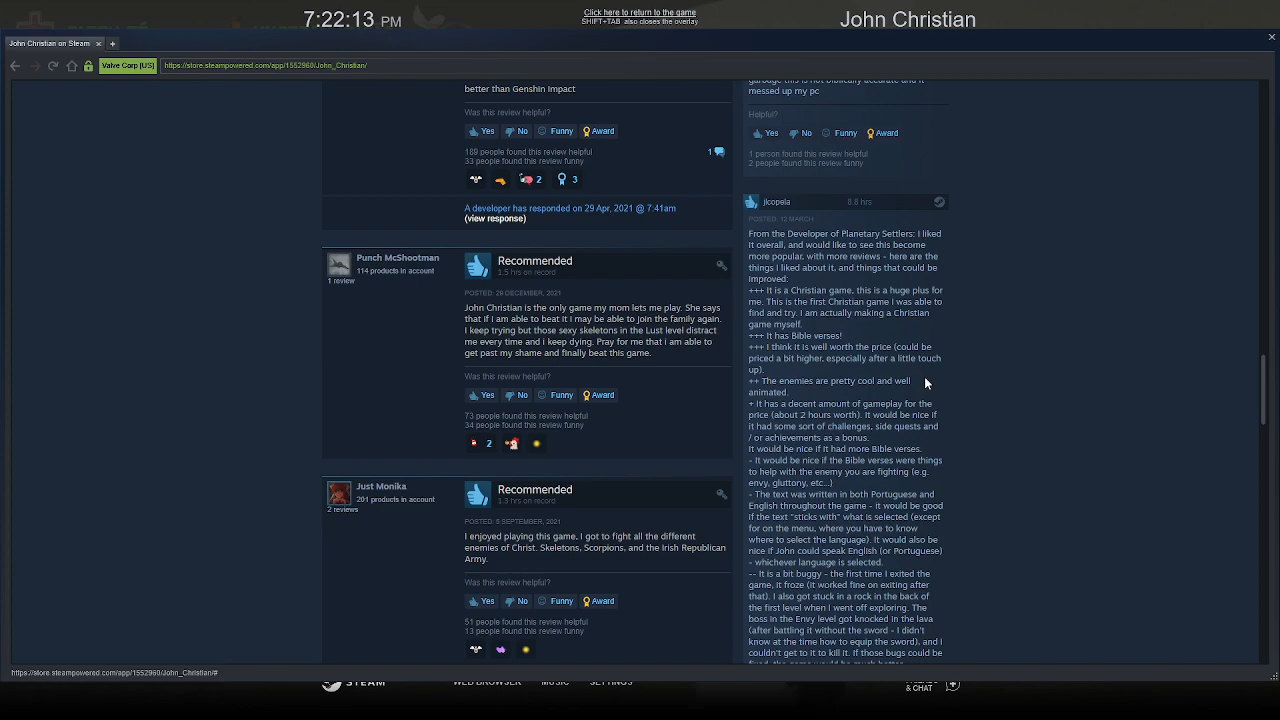 7:22:13 PM
Click here to return to the game
SHIFT+TAB also closes the overlay
John Christian
John Christian on Steam
Valve Corp [US]
https://store.steampowered.com/app/1552960/John_Christian/
better than Genshin Impact
Was this review helpful?
Yes No Funny Award
189 people found this review helpful
33 people found this review funny
1
2 3
A developer has responded on 29 Apr, 2021 @ 7:41am
(view response)
Punch McShootman
114 products in account
1 review
Recommended
1.5 hrs on record
POSTED: 29 DECEMBER, 2021
John Christian is the only game my mom lets me play. She says
that if I am able to beat it I may be able to join the family again.
I keep trying but those sexy skeletons in the Lust level distract
me every time and i keep dying. Pray for me that i am able to
get past my shame and finally beat this game.
Was this review helpful?
Yes No Funny Award
73 people found this review helpful
34 people found this review funny
2
Just Monika
201 products in account
2 reviews
Recommended
1.3 hrs on record
POSTED: 5 SEPTEMBER, 2021
I enjoyed playing this game. I got to fight all the different
enemies of Christ. Skeletons, Scorpions, and the Irish Republican
Army.
Was this review helpful?
Yes No Funny Award
51 people found this review helpful
13 people found this review funny
garbage this is not biblically accurate and it
messed up my pc
Helpful?
Yes No Funny Award
1 person found this review helpful
2 people found this review funny
jlcopela
8.8 hrs
POSTED: 12 MARCH
From the Developer of Planetary Settlers: I liked
it overall, and would like to see this become
more popular, with more reviews - here are the
things I liked about it, and things that could be
improved:
+++ It is a Christian game, this is a huge plus for
me. This is the first Christian game I was able to
find and try. I am actually making a Christian
game myself.
+++ It has Bible verses!
+++ I think it is well worth the price (could be
priced a bit higher, especially after a little touch
up).
++ The enemies are pretty cool and well
animated.
+ It has a decent amount of gameplay for the
price (about 2 hours worth). It would be nice if
it had some sort of challenges, side quests and
/ or achievements as a bonus.
It would be nice if it had more Bible verses.
- It would be nice if the Bible verses were things
to help with the enemy you are fighting (e.g.
envy, gluttony, etc...)
- The text was written in both Portuguese and
English throughout the game - it would be good
if the text "sticks with" what is selected (except
for on the menu, where you have to know
where to select the language). It would also be
nice if John could speak English (or Portuguese)
- whichever language is selected.
-- It is a bit buggy - the first time I exited the
game, it froze (it worked fine on exiting after
that). I also got stuck in a rock in the back of
the first level when I went off exploring. The
boss in the Envy level got knocked in the lava
(after battling it without the sword - I didn't
know at the time how to equip the sword), and I
couldn't get to it to kill it. If those bugs could be
fixed, the game would be much better
https://store.steampowered.com/app/1552960/John_Christian/#
STEAM
WEB BROWSER MUSIC SETTINGS
& CHAT